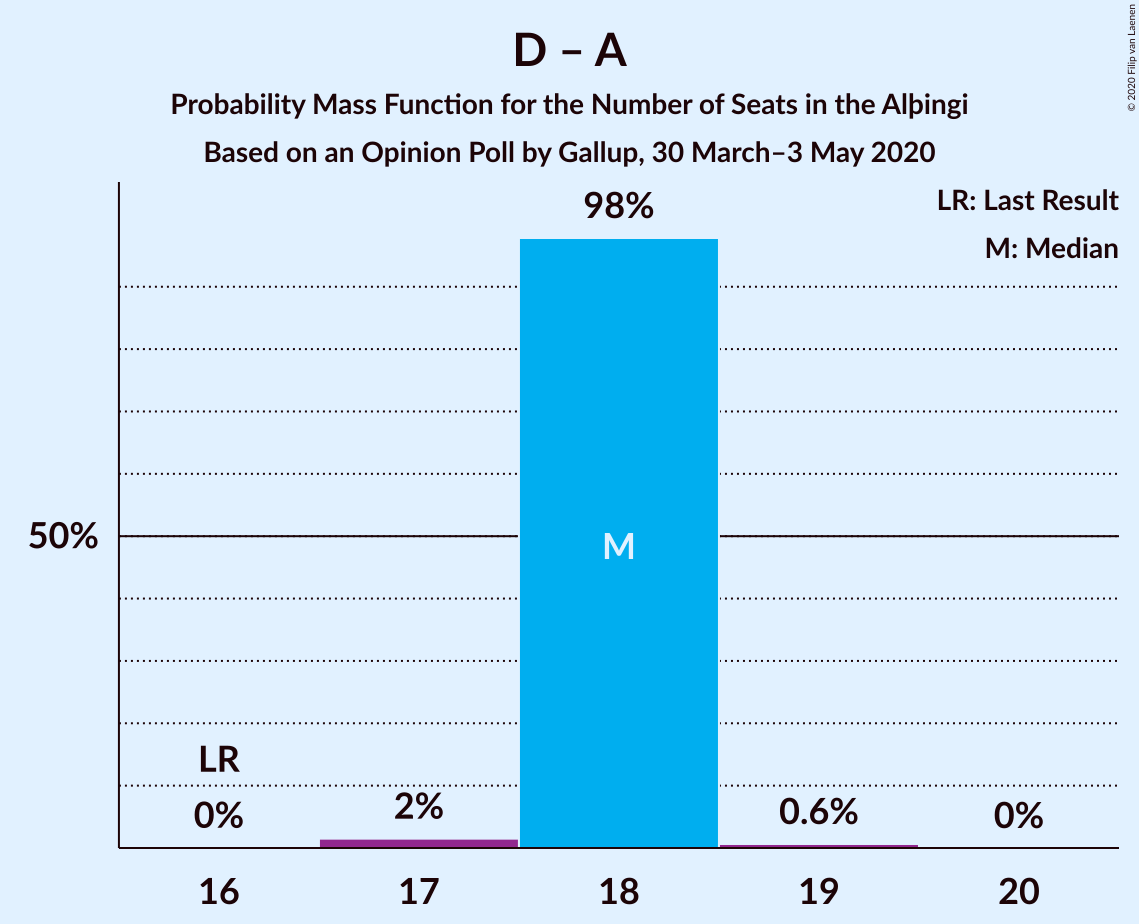 D – A
Probability Mass Function for the Number of Seats in the Alþingi
Based on an Opinion Poll by Gallup, 30 March–3 May 2020
© 2020 Filip van Laenen
LR: Last Result
M: Median
98%
50%
M
LR
0%
2%
0.6%
0%
16
17
18
19
20